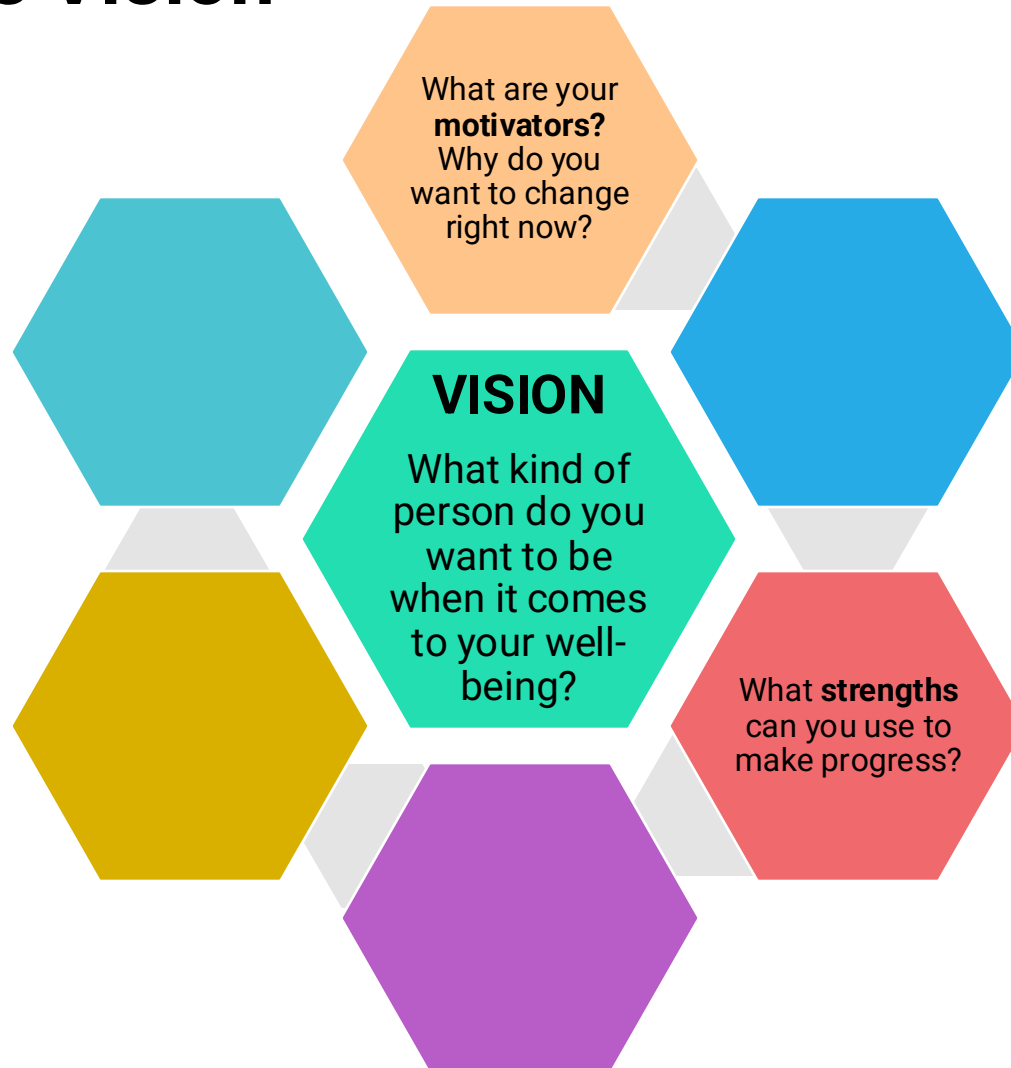 Vision
What are your
motivators?
Why do you
want to change
right now?
VISION
What kind of
person do you
want to be
when it comes
to your well-
being?
What strengths
can you use to
make progress?